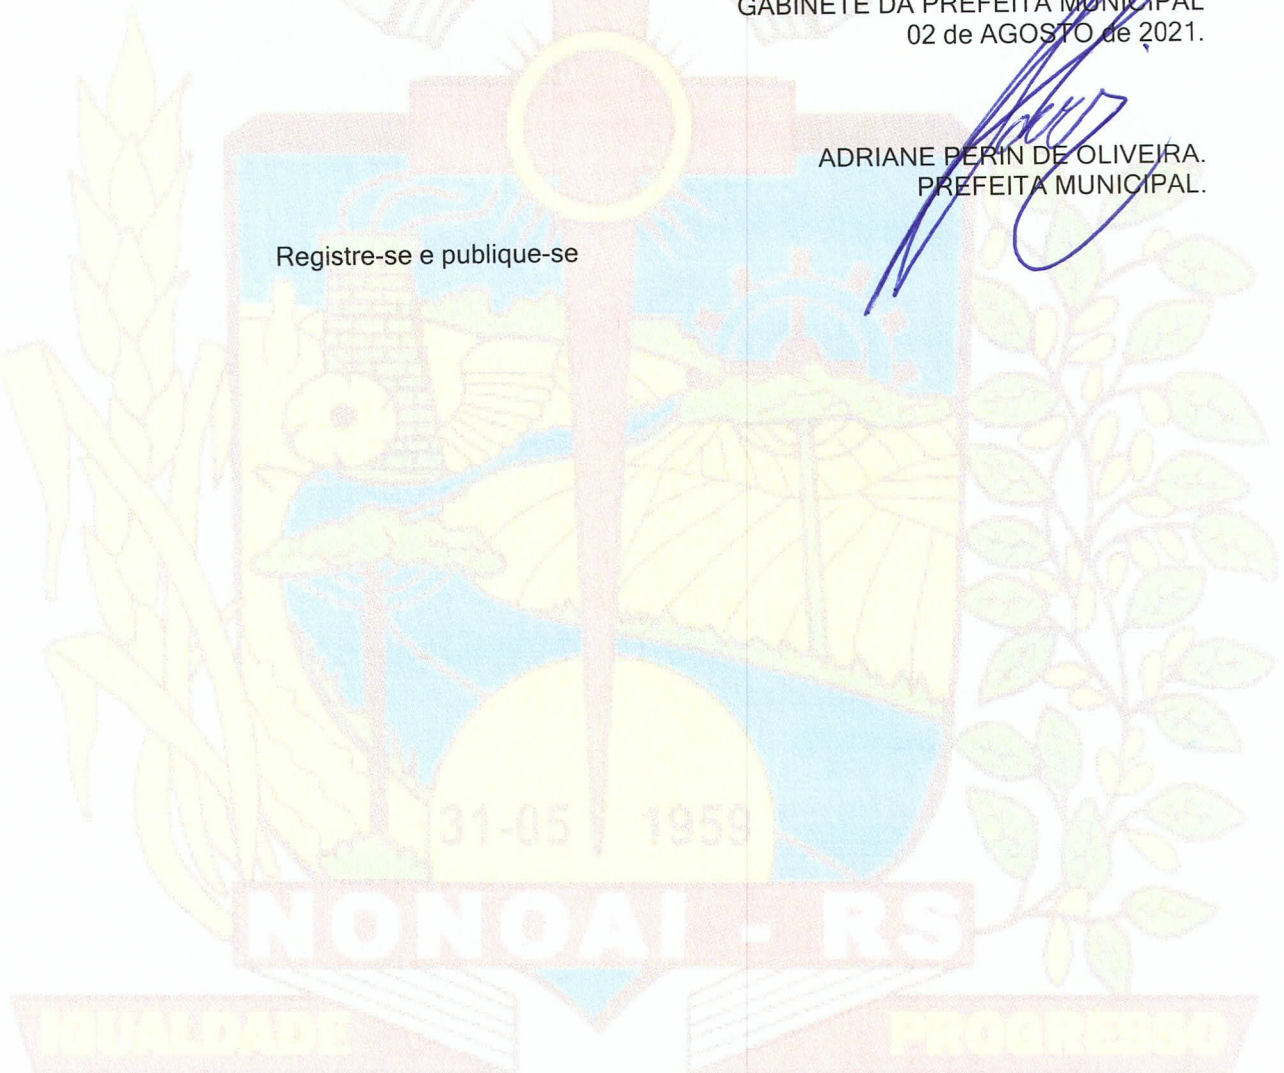 GABINETE DA PREFEITA MUNICIPAL
02 de AGOSTO de 2021.
ADRIANE PERIN DE OLIVEIRA.
PREFEITA MUNICIPAL.
Registre-se e publique-se
31-05 1959
NONOAI - RS
IGUALDADE PROGRESSO